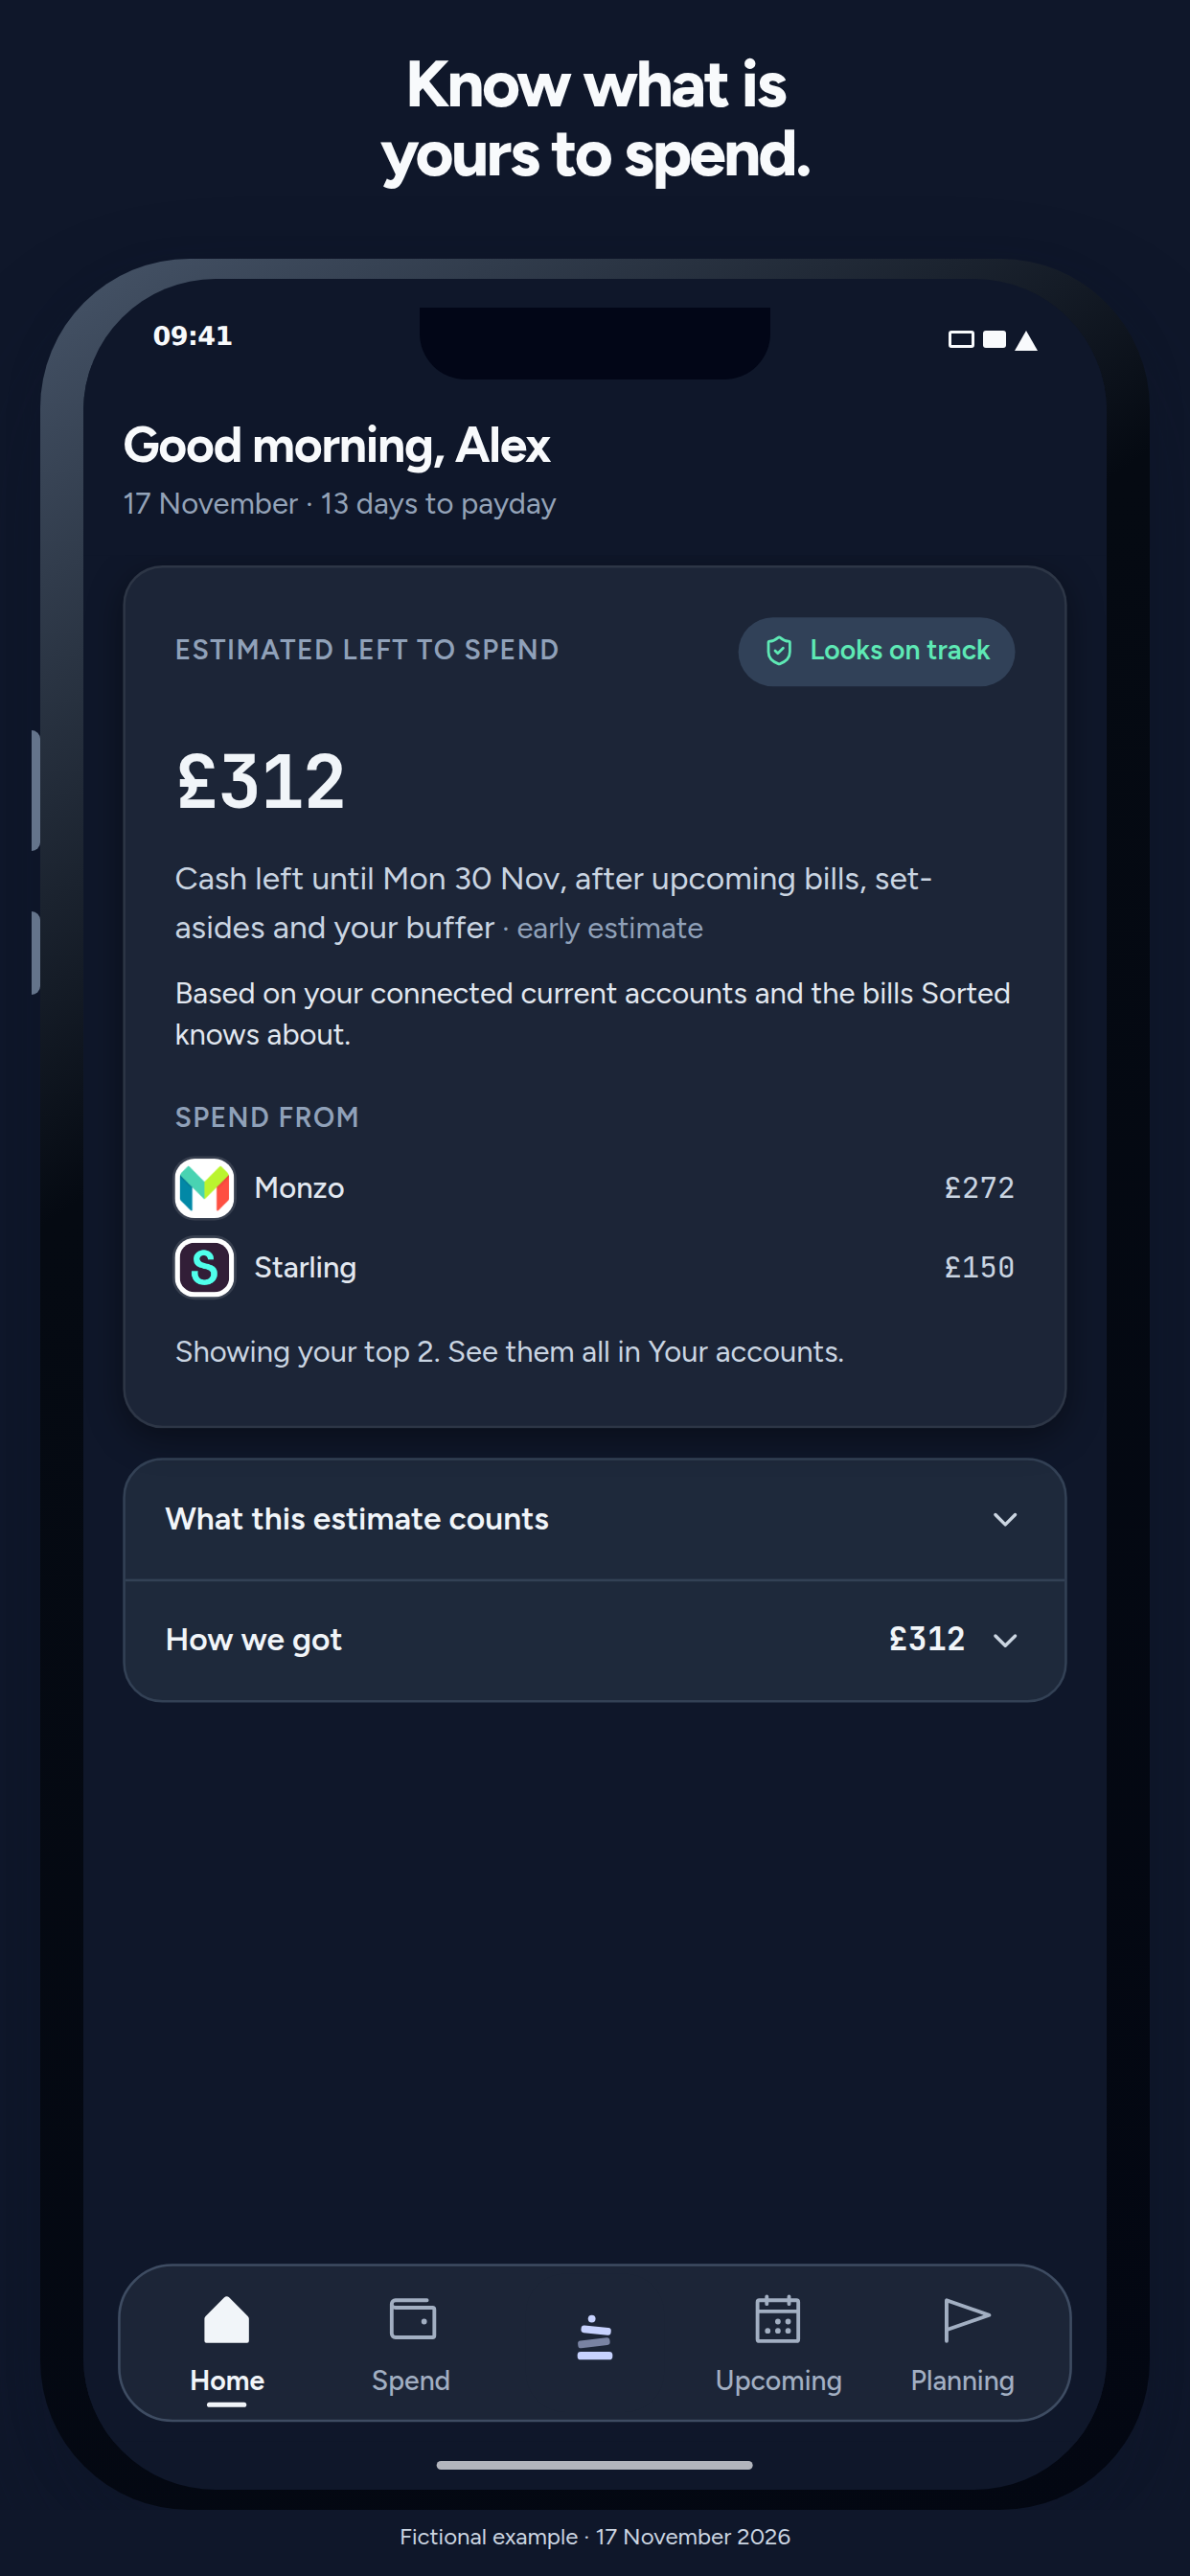 Know what is
yours to spend.
09:41
Good morning, Alex
17 November · 13 days to payday
ESTIMATED LEFT TO SPEND
Looks on track
£312
Cash left until Mon 30 Nov, after upcoming bills, set-
asides and your buffer · early estimate
Based on your connected current accounts and the bills Sorted
knows about.
SPEND FROM
Monzo £272
Starling £150
Showing your top 2. See them all in Your accounts.
What this estimate counts
How we got £312
Home Spend Upcoming Planning
Fictional example · 17 November 2026